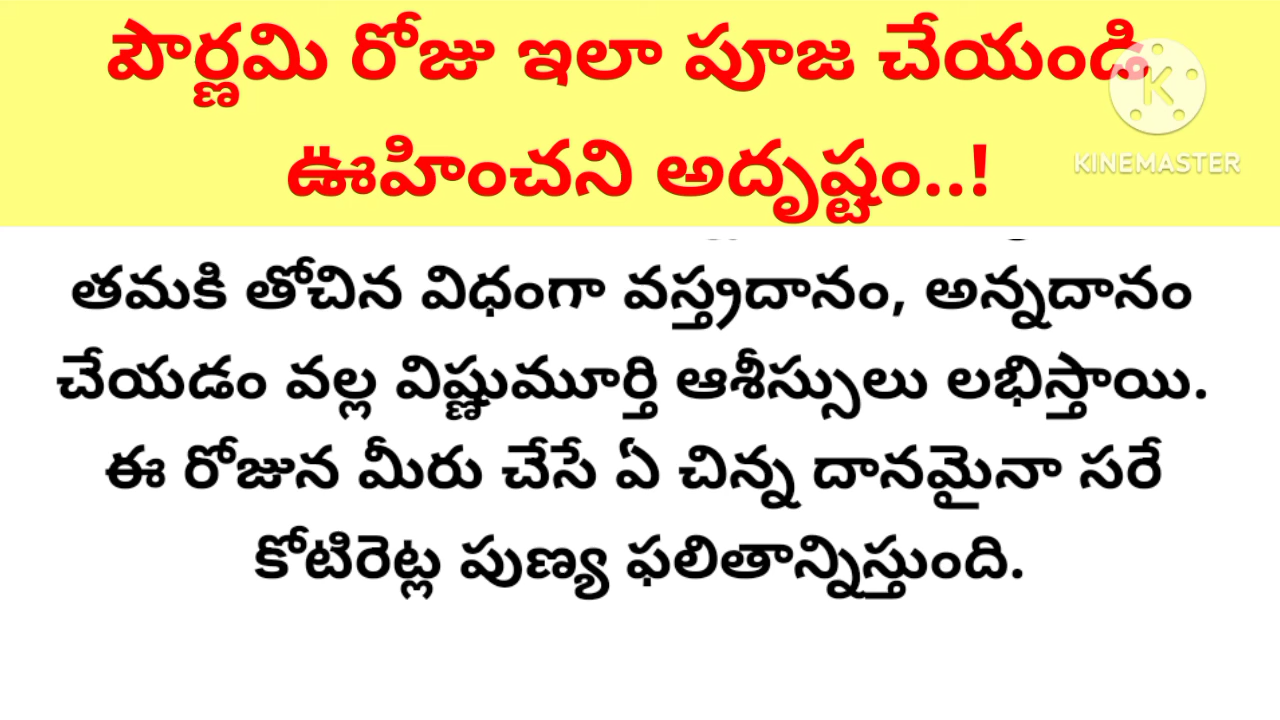 పౌర్ణమి రోజు ఇలా పూజ చేయండి
ఊహించని అదృష్టం..!
KINEMASTER
తమకి తోచిన విధంగా వస్త్రదానం, అన్నదానం
చేయడం వల్ల విష్ణుమూర్తి ఆశీస్సులు లభిస్తాయి.
ఈ రోజున మీరు చేసే ఏ చిన్న దానమైనా సరే
కోటిరెట్ల పుణ్య ఫలితాన్నిస్తుంది.